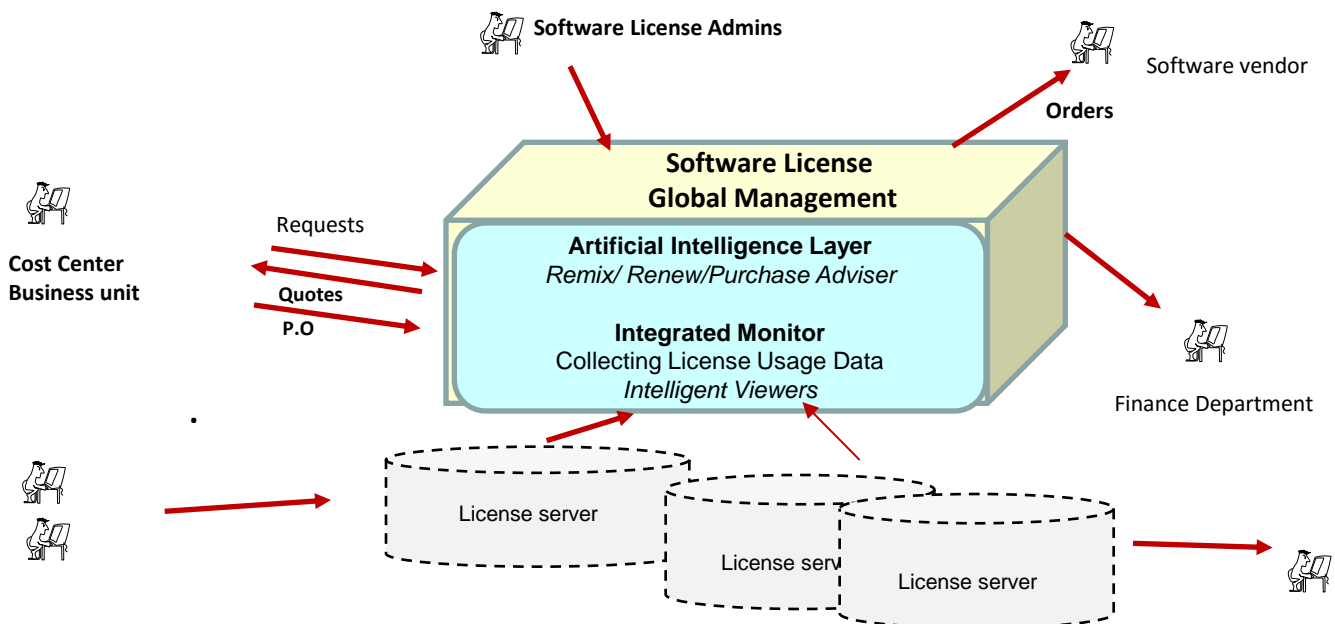 Software License Admins
Software vendor
Orders
Software License
Global Management
Requests
Artificial Intelligence Layer
Remix/ Renew/Purchase Adviser
Cost Center
Business unit
Quotes
P.O
Integrated Monitor
Collecting License Usage Data
Intelligent Viewers
Finance Department
.
License server
License serv
License server